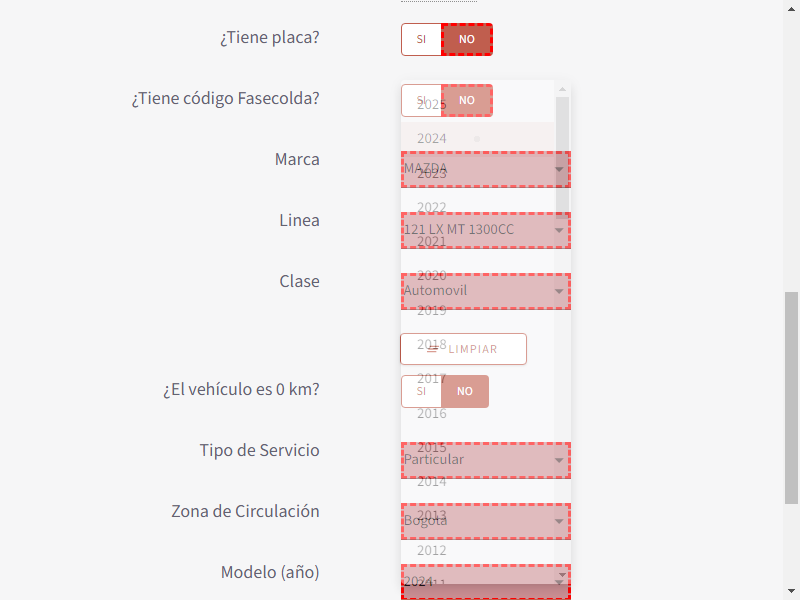 ¿Tiene placa?
SI NO
¿Tiene código Fasecolda?
SI NO
2025
2024
Marca
MAZDA
2023
2022
Linea
121 LX MT 1300CC
2021
2020
Clase
Automovil
2019
2018
LIMPIAR
2017
¿El vehículo es 0 km?
SI NO
2016
2015
Tipo de Servicio
Particular
2014
2013
Zona de Circulación
Bogotá
2012
Modelo (año)
2024
2011